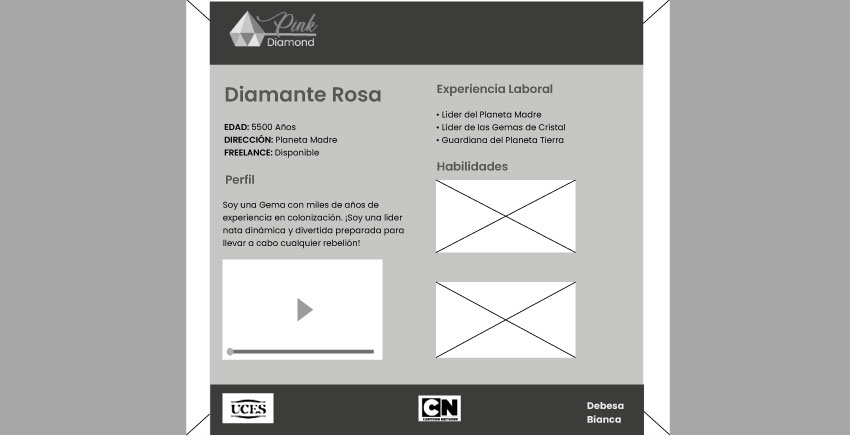 Pink
Diamond
Diamante Rosa
EDAD: 5500 Años
DIRECCIÓN: Planeta Madre
FREELANCE: Disponible
Perfil
Soy una Gema con miles de años de
experiencia en colonización. ¡Soy una lider
nata dinámica y divertida preparada para
llevar a cabo cualquier rebelión!
Experiencia Laboral
• Lider del Planeta Madre
• Lider de las Gemas de Cristal
• Guardiana del Planeta Tierra
Habilidades
UCES
CN
CARTOON NETWORK
Debesa
Bianca